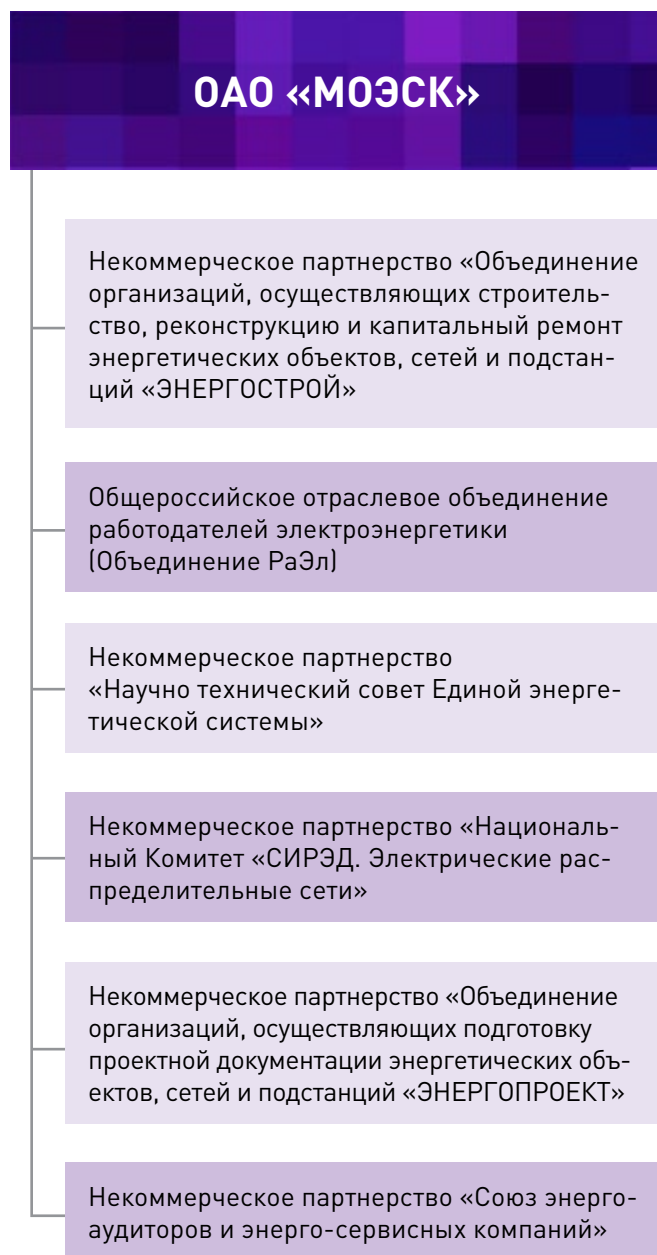 ОАО «МОЭСК»
Некоммерческое партнерство «Объединение
организаций, осуществляющих строитель-
ство, реконструкцию и капитальный ремонт
энергетических объектов, сетей и подстан-
ций «ЭНЕРГОСТРОЙ»
Общероссийское отраслевое объединение
работодателей электроэнергетики
(Объединение РаЭл)
Некоммерческое партнерство
«Научно технический совет Единой энерге-
тической системы»
Некоммерческое партнерство «Националь-
ный Комитет «СИРЭД. Электрические рас-
пределительные сети»
Некоммерческое партнерство «Объединение
организаций, осуществляющих подготовку
проектной документации энергетических объ-
ектов, сетей и подстанций «ЭНЕРГОПРОЕКТ»
Некоммерческое партнерство «Союз энерго-
аудиторов и энерго-сервисных компаний»